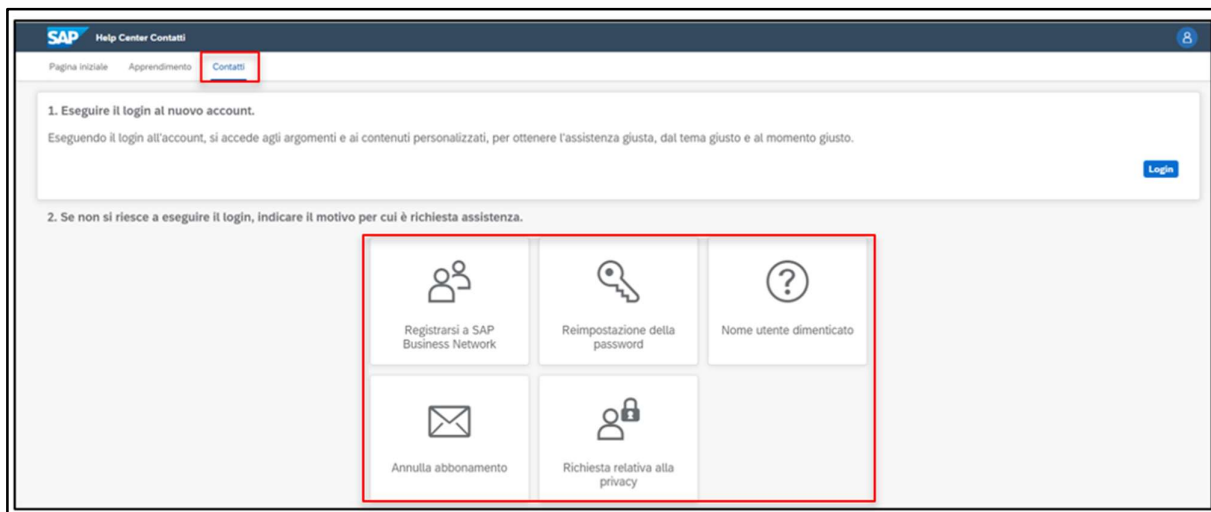 SAP Help Center Contatti
Pagina iniziale Apprendimento Contatti
1. Eseguire il login al nuovo account.
Eseguendo il login all'account, si accede agli argomenti e ai contenuti personalizzati, per ottenere l'assistenza giusta, dal tema giusto e al momento giusto.
Login
2. Se non si riesce a eseguire il login, indicare il motivo per cui è richiesta assistenza.
Registrarsi a SAP
Business Network
Reimpostazione della
password
Nome utente dimenticato
Annulla abbonamento
Richiesta relativa alla
privacy